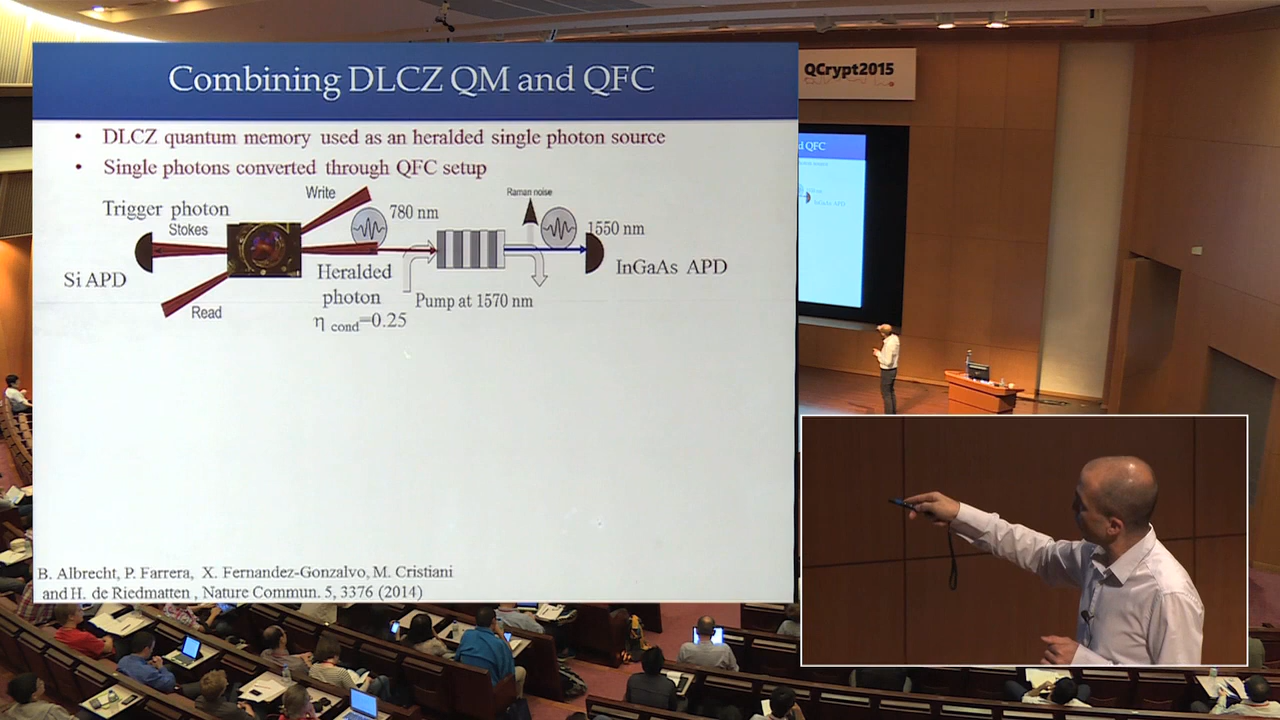 Combining DLCZ QM and QFC
• DLCZ quantum memory used as an heralded single photon source
• Single photons converted through QFC setup
Write
Raman noise
Trigger photon
780 nm
Stokes
1550 nm
Si APD
Heralded
photon
η cond=0.25
InGaAs APD
Pump at 1570 nm
Read
B. Albrecht, P. Farrera, X. Fernandez-Gonzalvo, M. Cristiani
and H. de Riedmatten , Nature Commun. 5, 3376 (2014)
QCrypt2015
d QFC
InGaAs APD